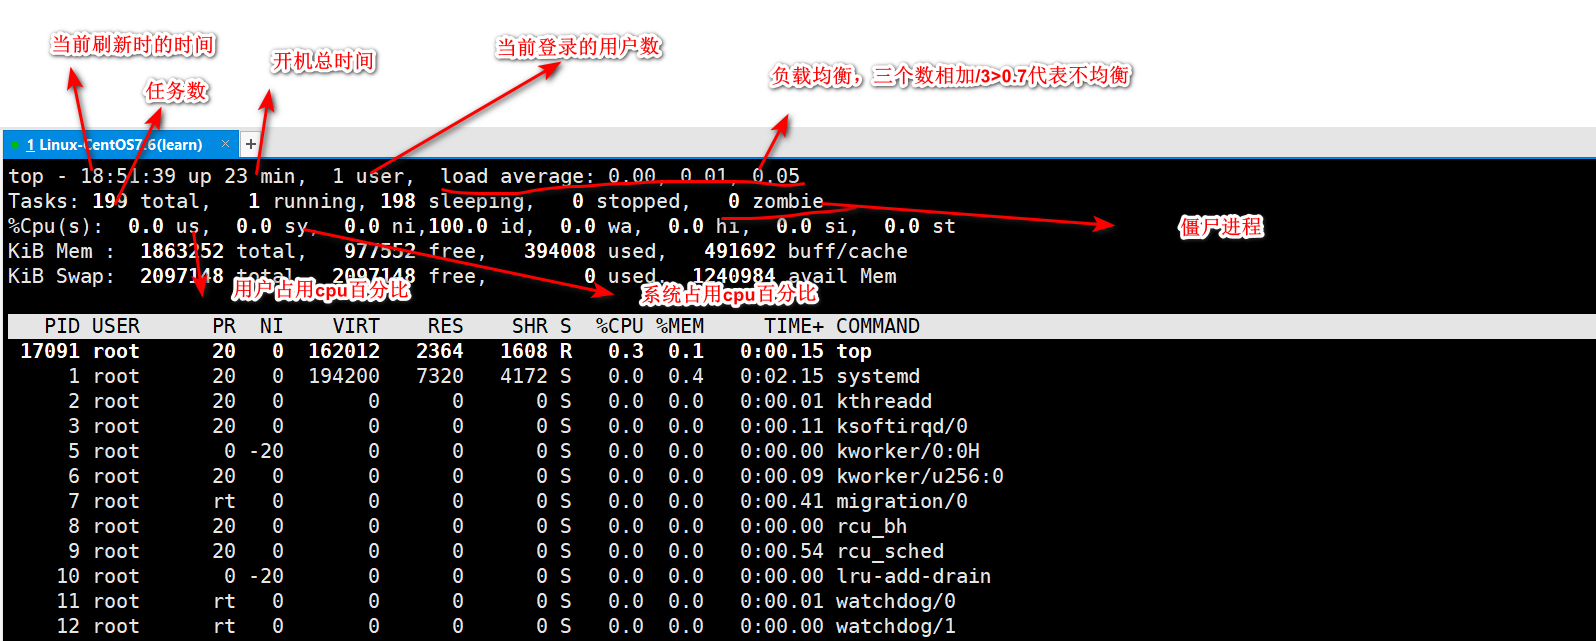 当前刷新时的时间
开机总时间
当前登录的用户数
负载均衡，三个数相加/3>0.7代表不均衡
任务数
1 Linux-CentOS7.6(learn) × +
top - 18:51:39 up 23 min,  1 user,  load average: 0.00, 0.01, 0.05
Tasks: 199 total,   1 running, 198 sleeping,   0 stopped,   0 zombie
%Cpu(s):  0.0 us,  0.0 sy,  0.0 ni,100.0 id,  0.0 wa,  0.0 hi,  0.0 si,  0.0 st
僵尸进程
KiB Mem :  1863252 total,   977552 free,   394008 used,   491692 buff/cache
KiB Swap:  2097148 total,  2097148 free,        0 used.  1240984 avail Mem
用户占用cpu百分比
系统占用cpu百分比
PID USER      PR  NI    VIRT    RES    SHR S  %CPU %MEM     TIME+ COMMAND
17091 root      20   0  162012   2364   1608 R   0.3  0.1   0:00.15 top
1 root      20   0  194200   7320   4172 S   0.0  0.4   0:02.15 systemd
2 root      20   0       0      0      0 S   0.0  0.0   0:00.01 kthreadd
3 root      20   0       0      0      0 S   0.0  0.0   0:00.11 ksoftirqd/0
5 root       0 -20       0      0      0 S   0.0  0.0   0:00.00 kworker/0:0H
6 root      20   0       0      0      0 S   0.0  0.0   0:00.09 kworker/u256:0
7 root      rt   0       0      0      0 S   0.0  0.0   0:00.41 migration/0
8 root      20   0       0      0      0 S   0.0  0.0   0:00.00 rcu_bh
9 root      20   0       0      0      0 S   0.0  0.0   0:00.54 rcu_sched
10 root       0 -20       0      0      0 S   0.0  0.0   0:00.00 lru-add-drain
11 root      rt   0       0      0      0 S   0.0  0.0   0:00.01 watchdog/0
12 root      rt   0       0      0      0 S   0.0  0.0   0:00.00 watchdog/1